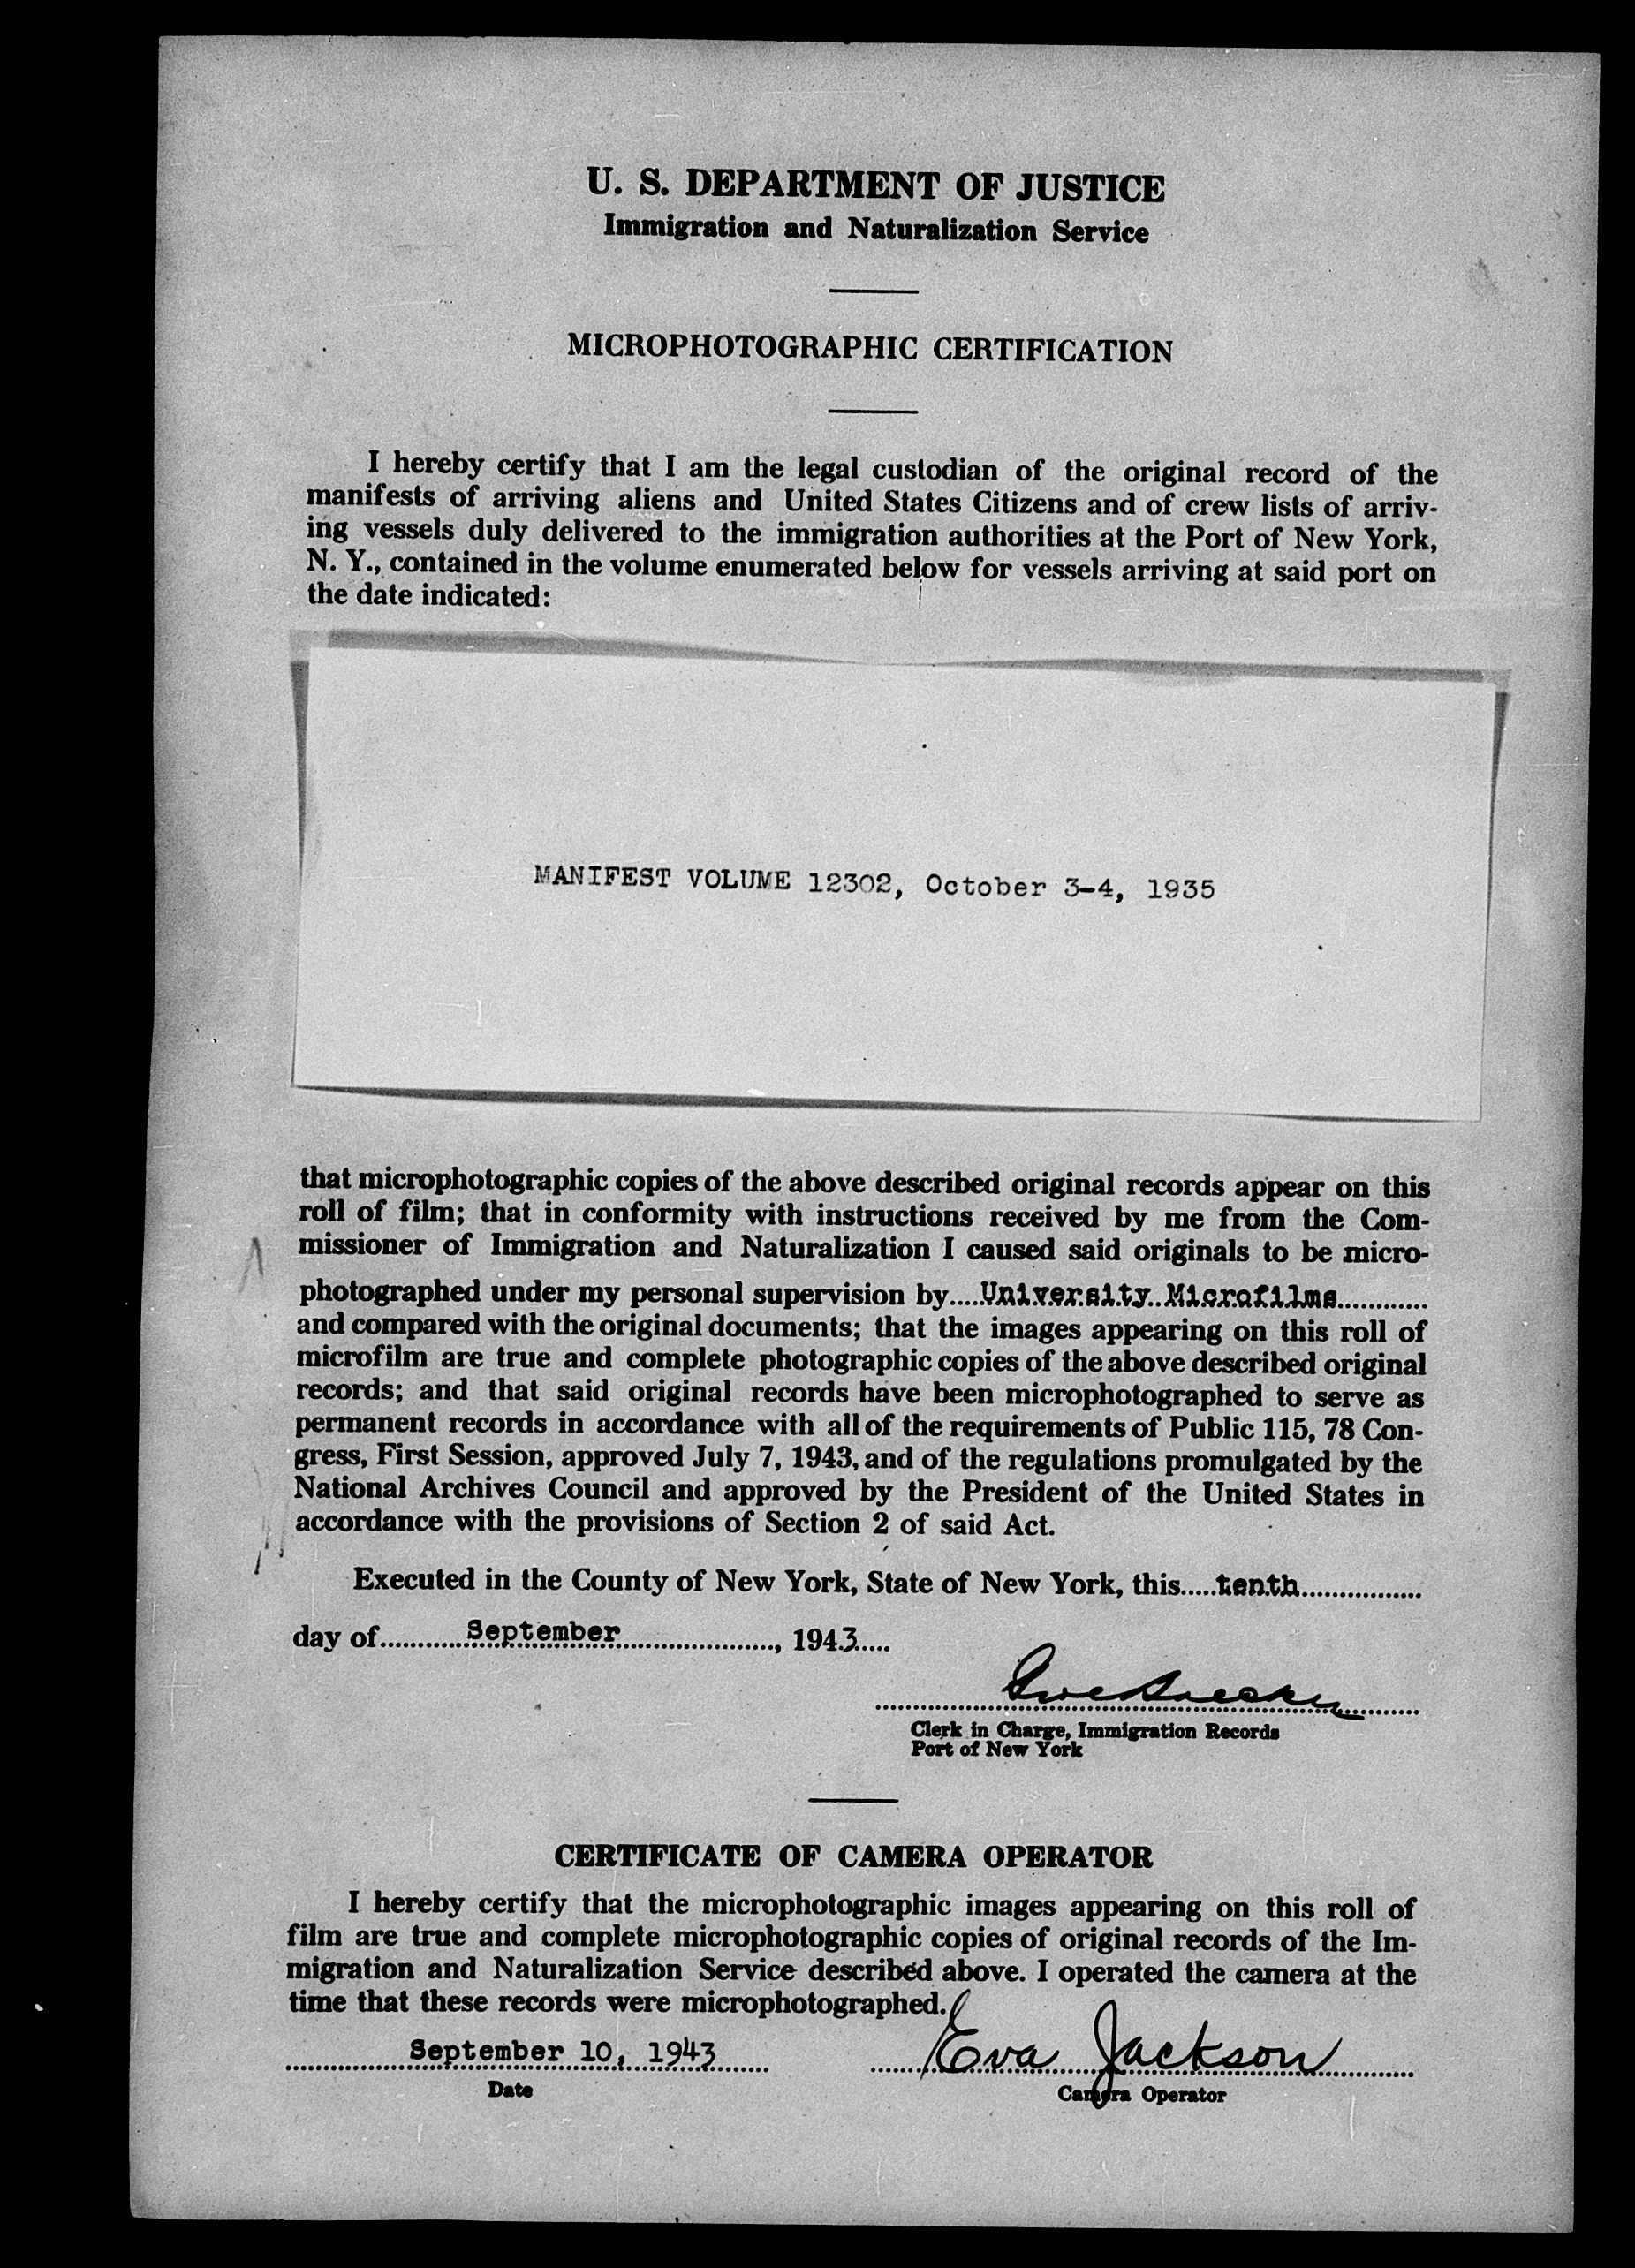 U. S. DEPARTMENT OF JUSTICE
Immigration and Naturalization Service
MICROPHOTOGRAPHIC CERTIFICATION
I hereby certify that I am the legal custodian of the original record of the
manifests of arriving aliens and United States Citizens and of crew lists of arriv-
ing vessels duly delivered to the immigration authorities at the Port of New York,
N. Y., contained in the volume enumerated below for vessels arriving at said port on
the date indicated:
MANIFEST VOLUME 12302, October 3-4, 1935
that microphotographic copies of the above described original records appear on this
roll of film; that in conformity with instructions received by me from the Com-
missioner of Immigration and Naturalization I caused said originals to be micro-
photographed under my personal supervision by.....University Microfilms............
and compared with the original documents; that the images appearing on this roll of
microfilm are true and complete photographic copies of the above described original
records; and that said original records have been microphotographed to serve as
permanent records in accordance with all of the requirements of Public 115, 78 Con-
gress, First Session, approved July 7, 1943, and of the regulations promulgated by the
National Archives Council and approved by the President of the United States in
accordance with the provisions of Section 2 of said Act.
Executed in the County of New York, State of New York, this.....tenth................
day of............September....................., 1943.....
Clerk in Charge, Immigration Records
Port of New York
CERTIFICATE OF CAMERA OPERATOR
I hereby certify that the microphotographic images appearing on this roll of
film are true and complete microphotographic copies of original records of the Im-
migration and Naturalization Service described above. I operated the camera at the
time that these records were microphotographed.
September 10, 1943 Eva Jackson
Date Camera Operator